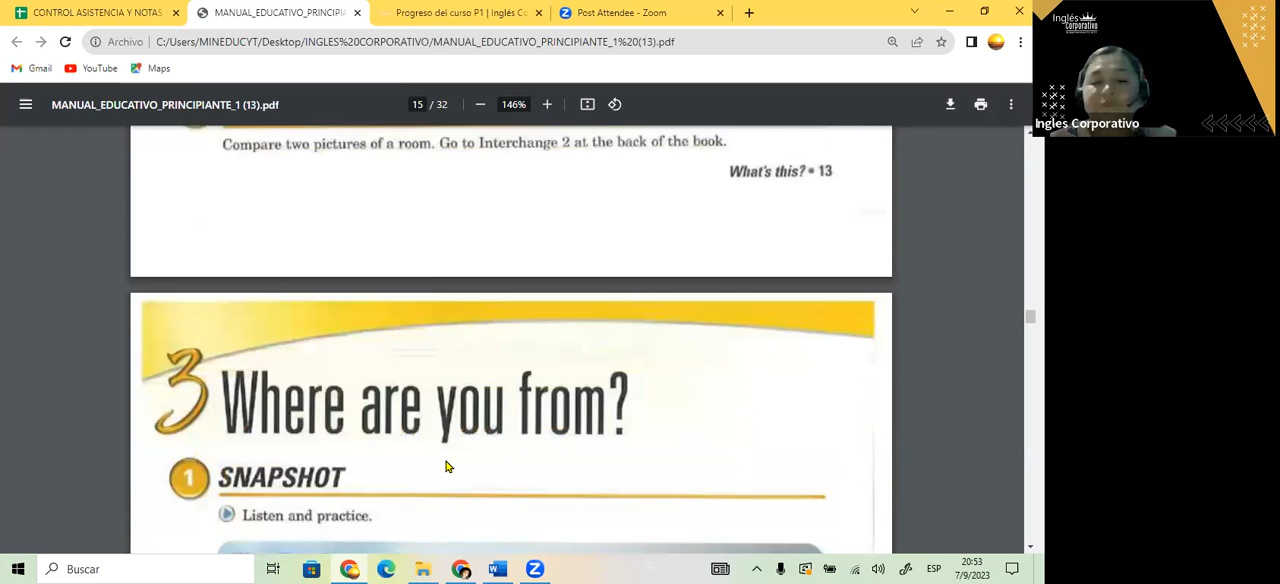 CONTROL ASISTENCIA Y NOTAS
MANUAL_EDUCATIVO_PRINCIPIA
Progreso del curso P1 | Inglés Co
Post Attendee - Zoom
Archivo
C:/Users/MINEDUCYT/Desktop/INGLES%20CORPORATIVO/MANUAL_EDUCATIVO_PRINCIPIANTE_1%20(13).pdf
Gmail
YouTube
Maps
MANUAL_EDUCATIVO_PRINCIPIANTE_1 (13).pdf
15 / 32
146%
Compare two pictures of a room. Go to Interchange 2 at the back of the book.
What's this? • 13
3 Where are you from?
1 SNAPSHOT
Listen and practice.
Inglés
Corporativo
Ingles Corporativo
Buscar
ESP
20:53
7/9/2023